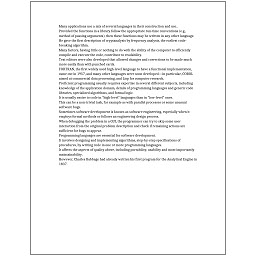 Many applications use a mix of several languages in their construction and use.
Provided the functions in a library follow the appropriate run-time conventions (e.g.,
method of passing arguments), then these functions may be written in any other language.
He gave the first description of cryptanalysis by frequency analysis, the earliest code-
breaking algorithm.
Many factors, having little or nothing to do with the ability of the computer to efficiently
compile and execute the code, contribute to readability.
Text editors were also developed that allowed changes and corrections to be made much
more easily than with punched cards.
FORTRAN, the first widely used high-level language to have a functional implementation,
came out in 1957, and many other languages were soon developed—in particular, COBOL
aimed at commercial data processing, and Lisp for computer research.
Proficient programming usually requires expertise in several different subjects, including
knowledge of the application domain, details of programming languages and generic code
libraries, specialized algorithms, and formal logic.
It is usually easier to code in "high-level" languages than in "low-level" ones.
This can be a non-trivial task, for example as with parallel processes or some unusual
software bugs.
Sometimes software development is known as software engineering, especially when it
employs formal methods or follows an engineering design process.
When debugging the problem in a GUI, the programmer can try to skip some user
interaction from the original problem description and check if remaining actions are
sufficient for bugs to appear.
Programming languages are essential for software development.
It involves designing and implementing algorithms, step-by-step specifications of
procedures, by writing code in one or more programming languages.
It affects the aspects of quality above, including portability, usability and most importantly
maintainability.
However, Charles Babbage had already written his first program for the Analytical Engine in
1837.